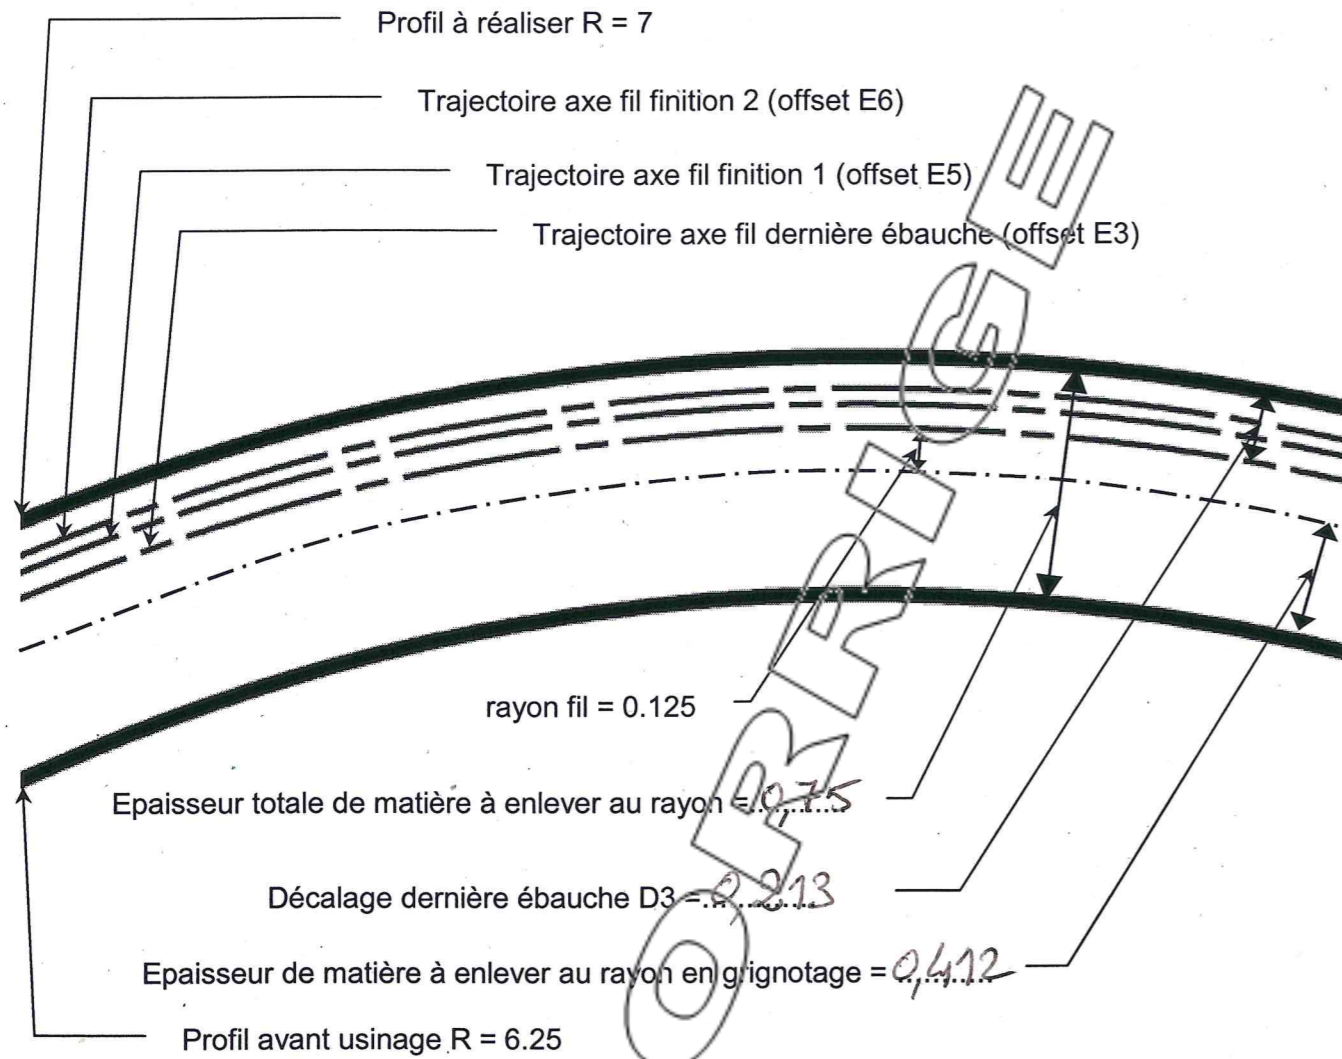 Profil à réaliser R = 7
Trajectoire axe fil finition 2 (offset E6)
Trajectoire axe fil finition 1 (offset E5)
Trajectoire axe fil dernière ébauche (offset E3)
rayon fil = 0.125
Epaisseur totale de matière à enlever au rayon = 0,75
Décalage dernière ébauche D3 = 0,213
Epaisseur de matière à enlever au rayon en grignotage = 0,412
Profil avant usinage R = 6.25
ORRIGE